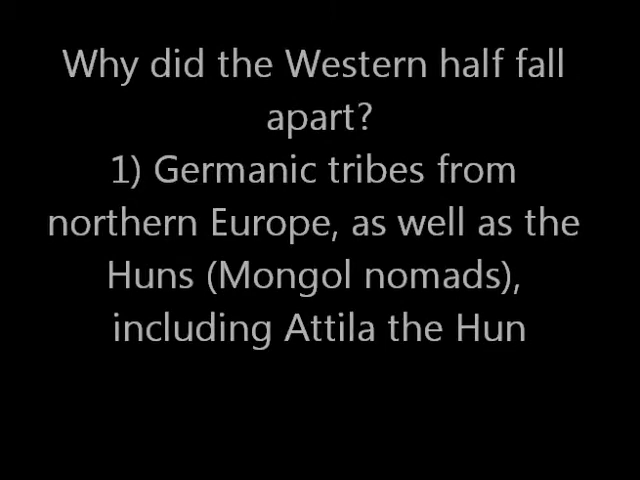 Why did the Western half fall
apart?
1) Germanic tribes from
northern Europe, as well as the
Huns (Mongol nomads),
including Attila the Hun